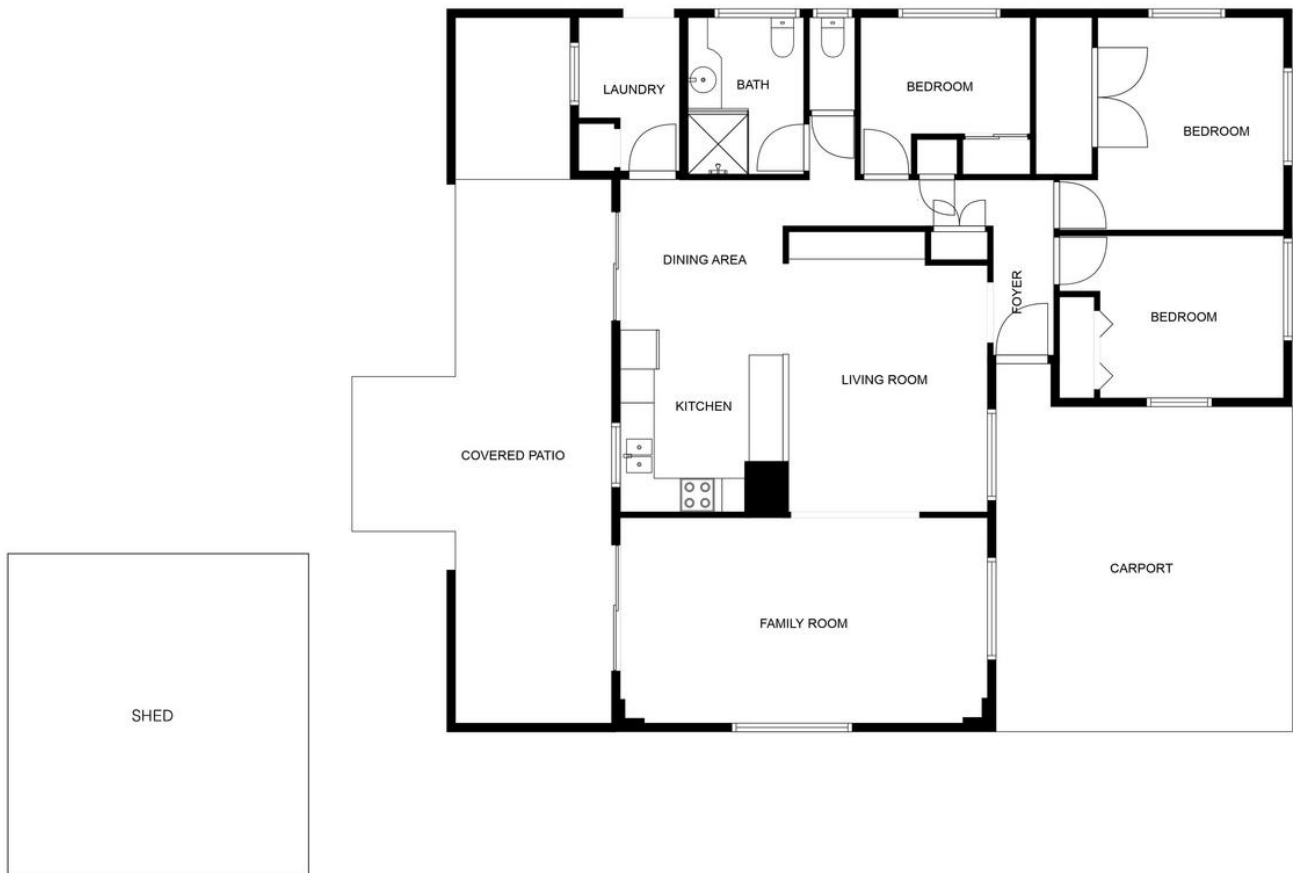 LAUNDRY
BATH
BEDROOM
BEDROOM
DINING AREA
FOYER
BEDROOM
LIVING ROOM
KITCHEN
COVERED PATIO
CARPORT
FAMILY ROOM
SHED